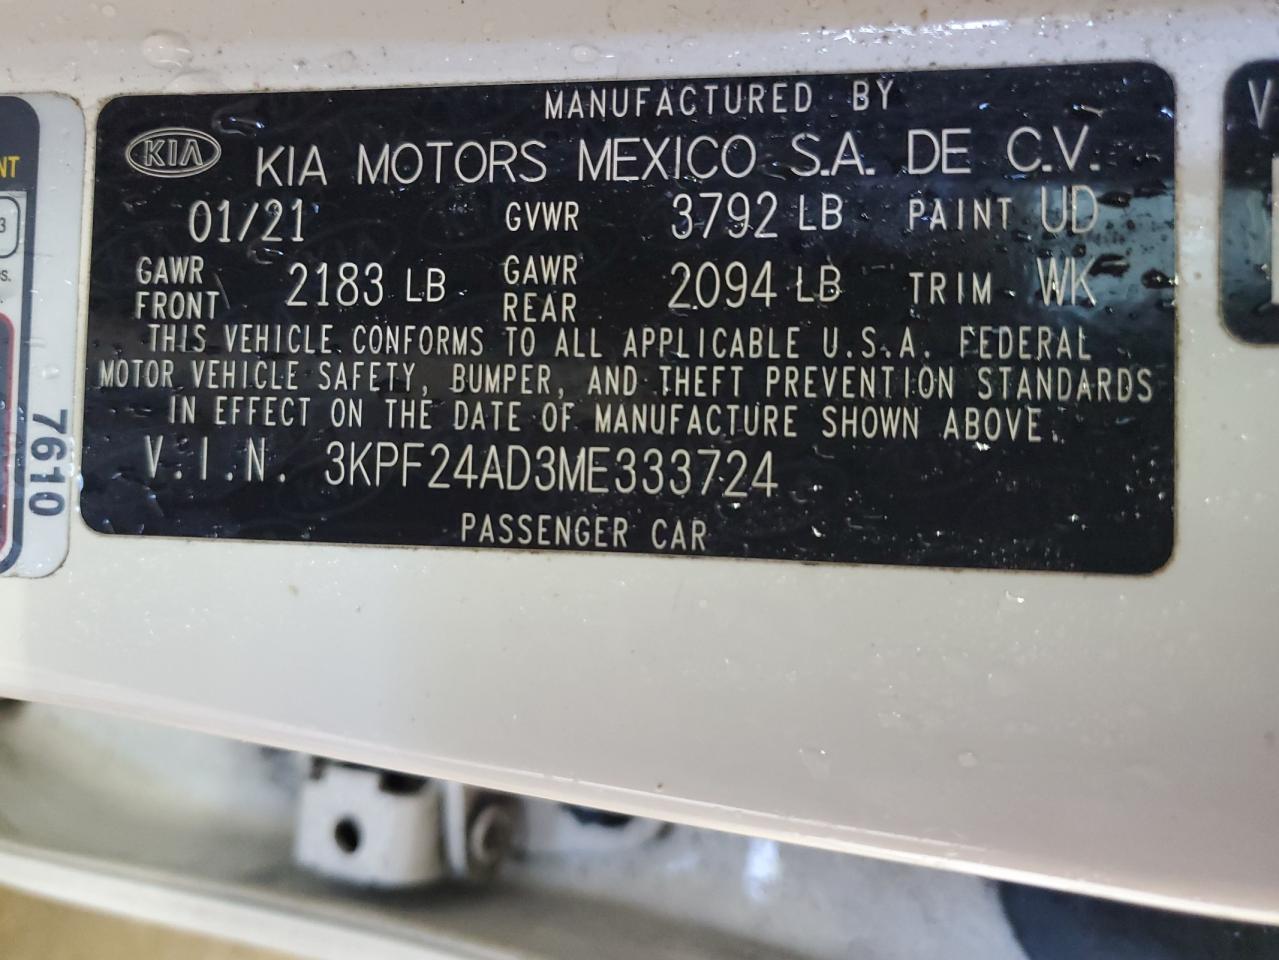 MANUFACTURED BY
KIA
KIA MOTORS MEXICO S.A. DE C.V.
01/21 GVWR 3792 LB PAINT UD
GAWR FRONT 2183 LB GAWR REAR 2094 LB TRIM WK
THIS VEHICLE CONFORMS TO ALL APPLICABLE U.S.A. FEDERAL
MOTOR VEHICLE SAFETY, BUMPER, AND THEFT PREVENTION STANDARDS
IN EFFECT ON THE DATE OF MANUFACTURE SHOWN ABOVE.
V.I.N. 3KPF24AD3ME333724
PASSENGER CAR
7610
NT
3
s.
V